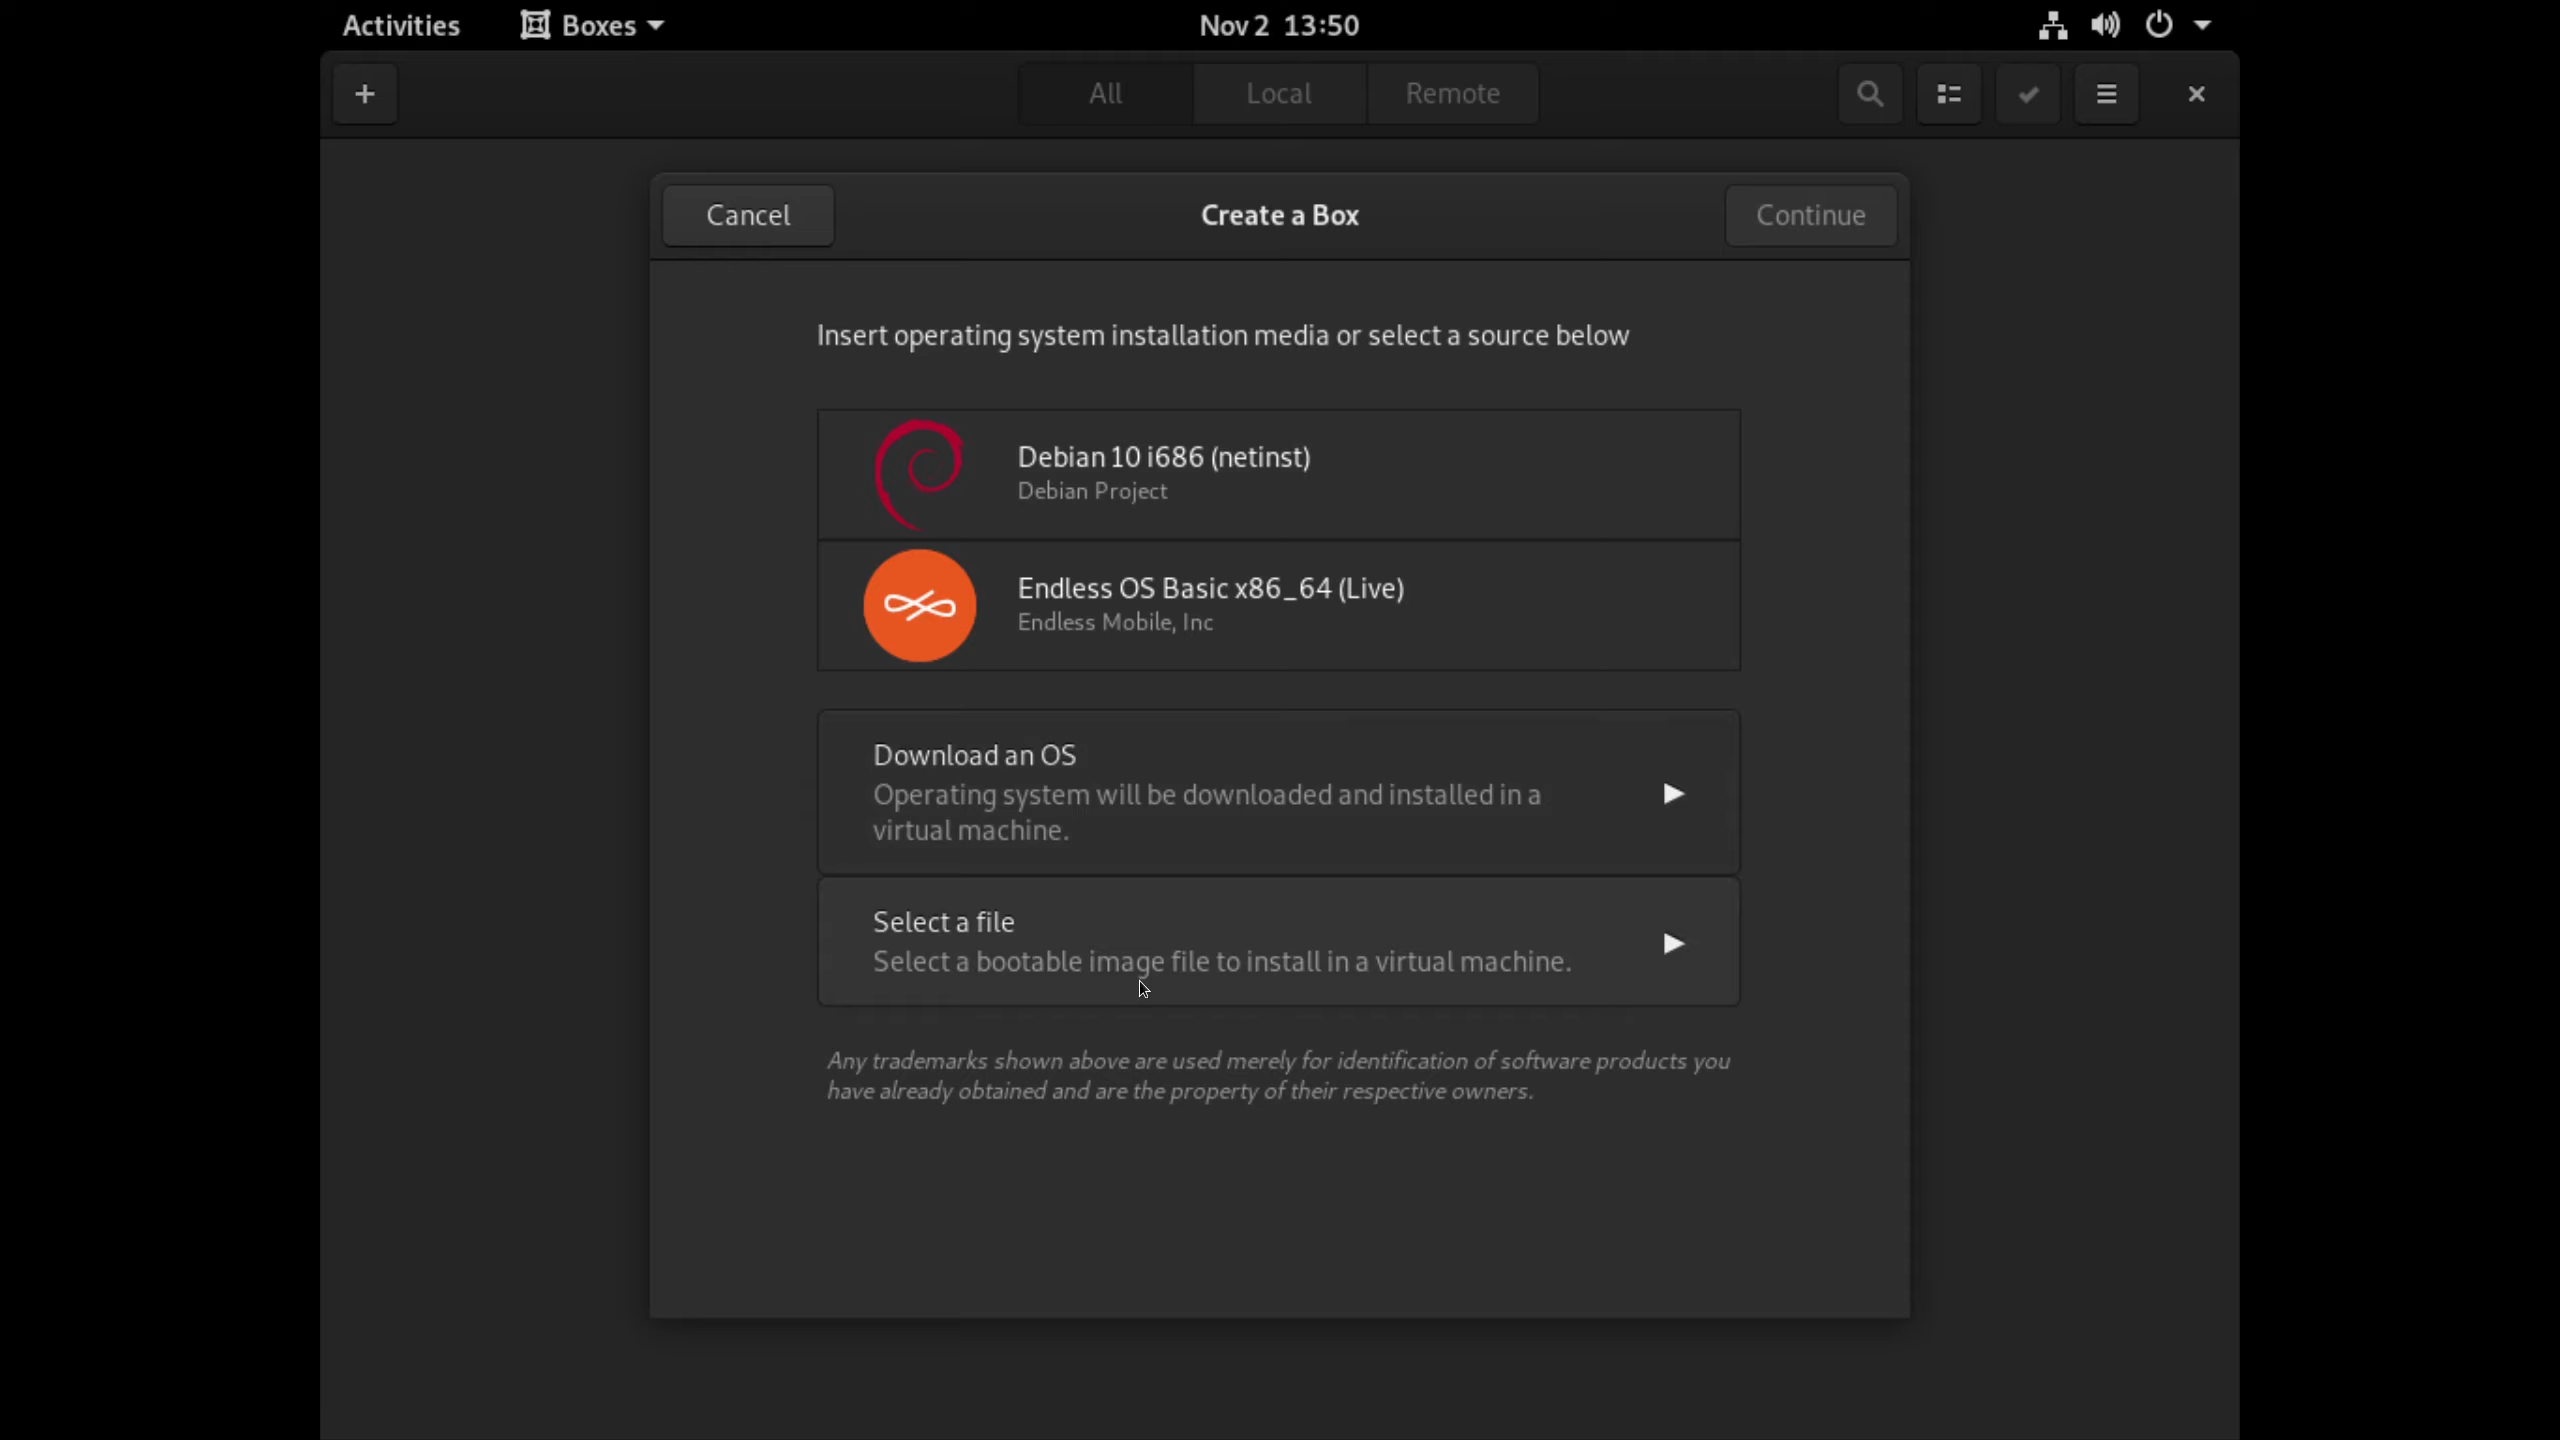 Activities
Boxes
Nov 2 13:50
All
Local
Remote
Cancel
Create a Box
Continue
Insert operating system installation media or select a source below
Debian 10 i686 (netinst)
Debian Project
Endless OS Basic x86_64 (Live)
Endless Mobile, Inc
Download an OS
Operating system will be downloaded and installed in a
virtual machine.
Select a file
Select a bootable image file to install in a virtual machine.
Any trademarks shown above are used merely for identification of software products you
have already obtained and are the property of their respective owners.